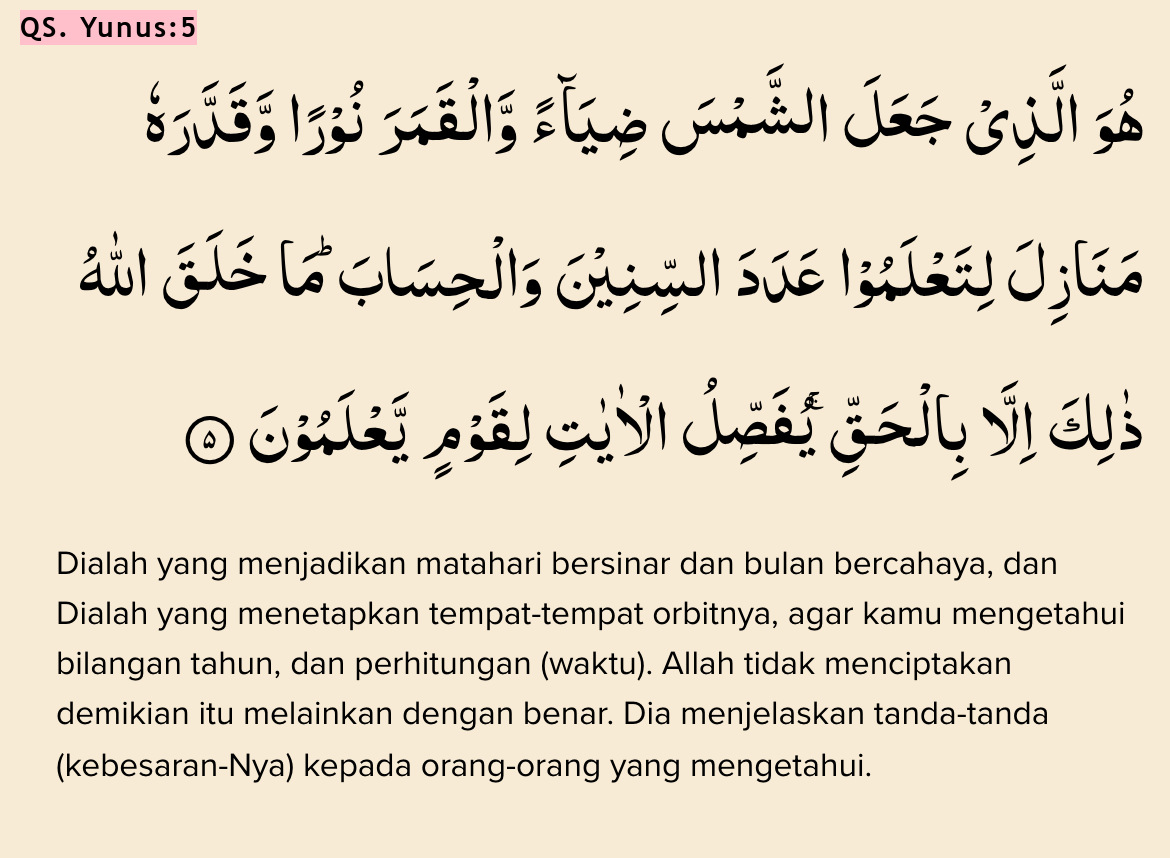 QS. Yunus:5
هُوَ الَّذِيْ جَعَلَ الشَّمْسَ ضِيَاۤءً وَّالْقَمَرَ نُوْرًا وَّقَدَّرَهٗ
مَنَازِلَ لِتَعْلَمُوْا عَدَدَ السِّنِيْنَ وَالْحِسَابَۗ مَا خَلَقَ اللّٰهُ
ذٰلِكَ اِلَّا بِالْحَقِّۚ يُفَصِّلُ الْاٰيٰتِ لِقَوْمٍ يَّعْلَمُوْنَ ۝٥
Dialah yang menjadikan matahari bersinar dan bulan bercahaya, dan
Dialah yang menetapkan tempat-tempat orbitnya, agar kamu mengetahui
bilangan tahun, dan perhitungan (waktu). Allah tidak menciptakan
demikian itu melainkan dengan benar. Dia menjelaskan tanda-tanda
(kebesaran-Nya) kepada orang-orang yang mengetahui.